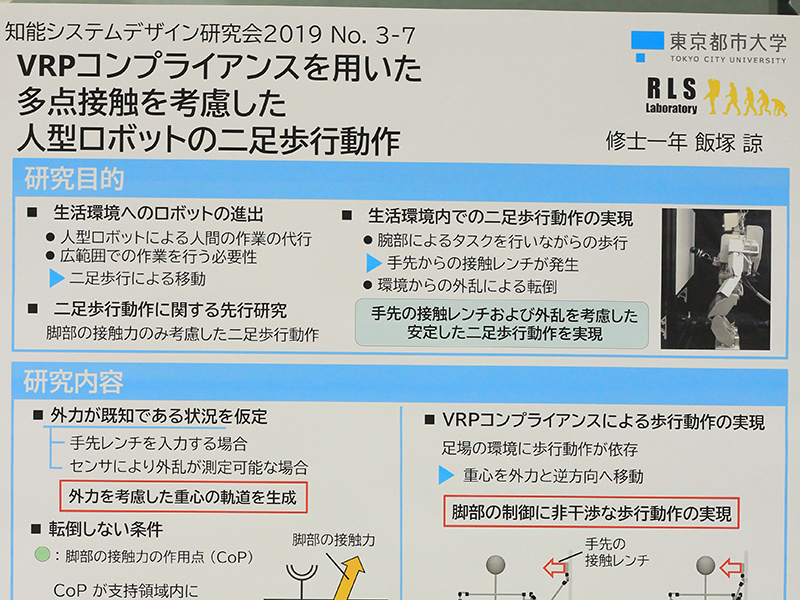 知能システムデザイン研究会2019 No. 3-7
VRPコンプライアンスを用いた
多点接触を考慮した
人型ロボットの二足歩行動作
東京都市大学
TOKYO CITY UNIVERSITY
RLS
Laboratory
修士一年 飯塚 諒
研究目的
■ 生活環境へのロボットの進出
● 人型ロボットによる人間の作業の代行
● 広範囲での作業を行う必要性
▶ 二足歩行による移動
■ 二足歩行動作に関する先行研究
脚部の接触力のみ考慮した二足歩行動作
■ 生活環境内での二足歩行動作の実現
● 腕部によるタスクを行いながらの歩行
▶ 手先からの接触レンチが発生
● 環境からの外乱による転倒
手先の接触レンチおよび外乱を考慮した
安定した二足歩行動作を実現
研究内容
■ 外力が既知である状況を仮定
手先レンチを入力する場合
センサにより外乱が測定可能な場合
外力を考慮した重心の軌道を生成
■ 転倒しない条件
：脚部の接触力の作用点（CoP）
CoP が支持領域内に
脚部の接触力
■ VRPコンプライアンスによる歩行動作の実現
足場の環境に歩行動作が依存
▶ 重心を外力と逆方向へ移動
脚部の制御に非干渉な歩行動作の実現
手先の
接触レンチ